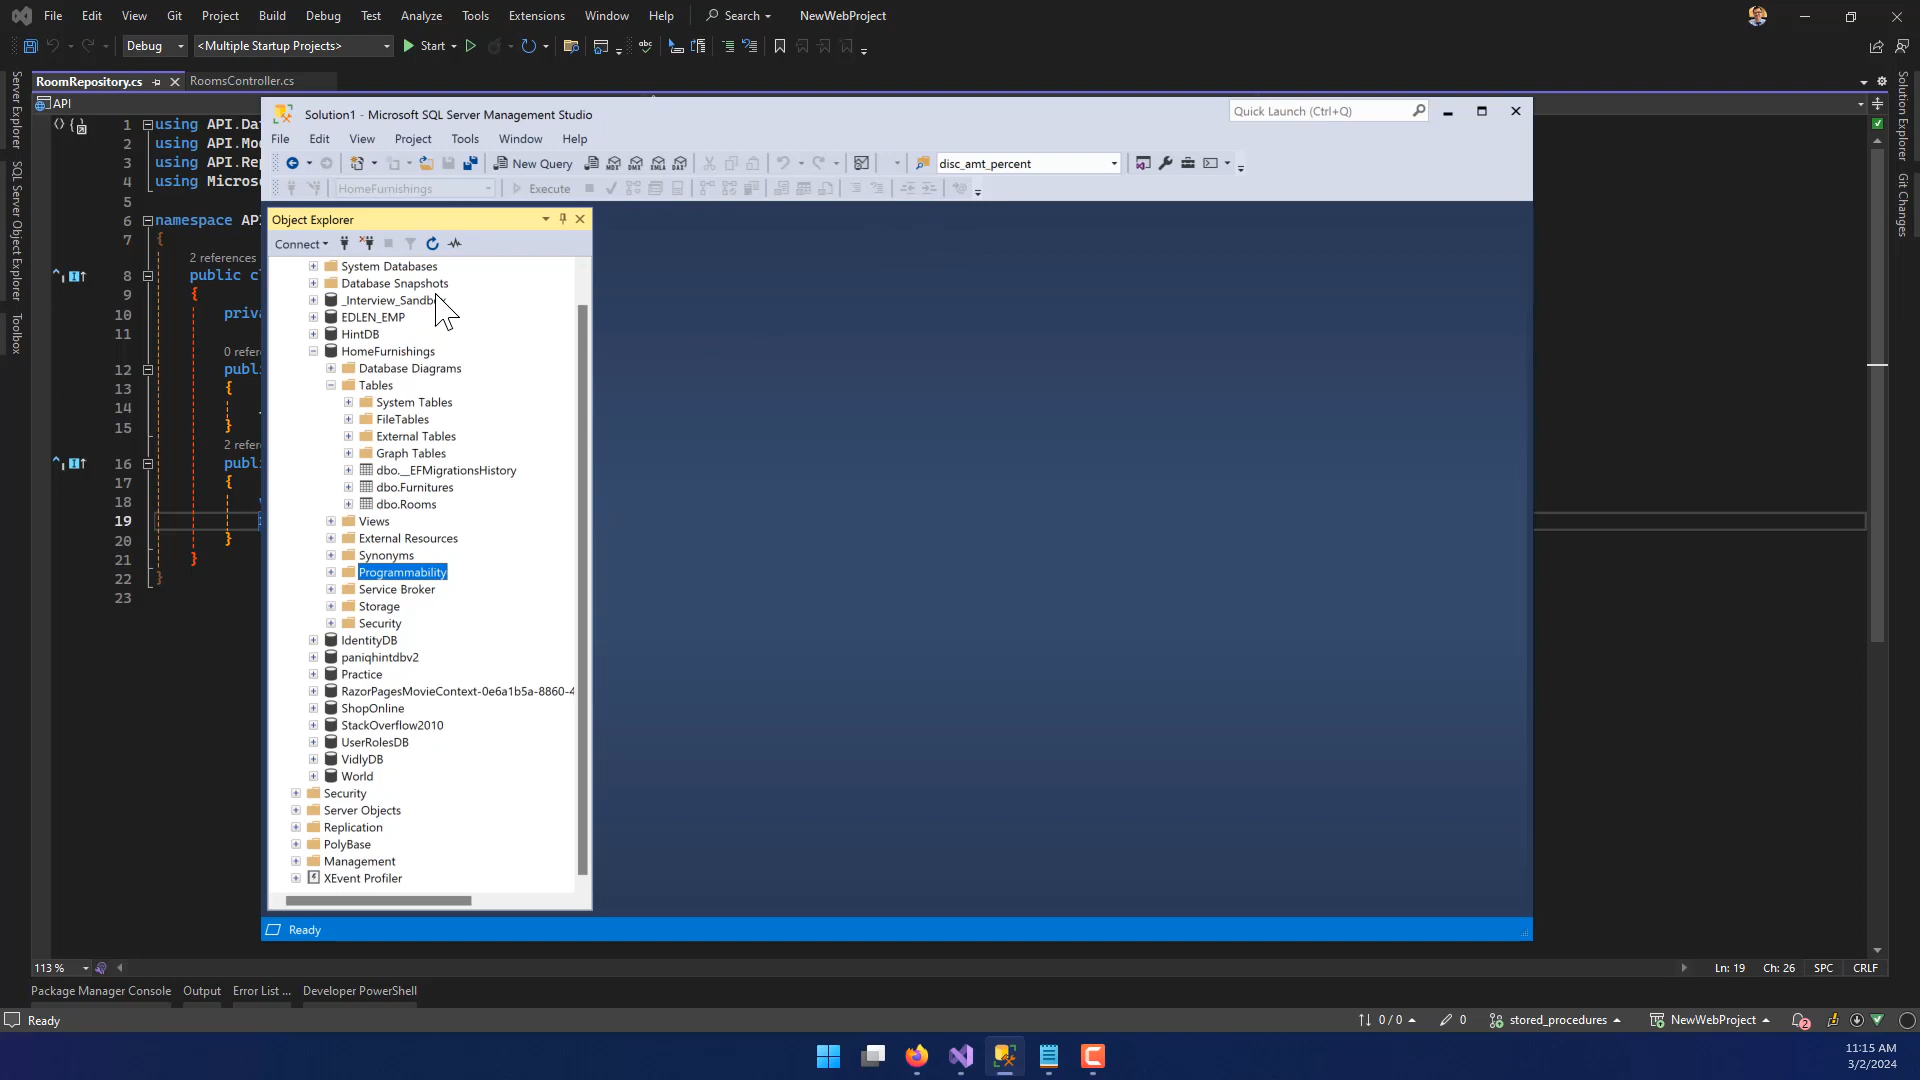 File Edit View Git Project Build Debug Test Analyze Tools Extensions Window Help Search NewWebProject
Debug <Multiple Startup Projects> Start
RoomRepository.cs RoomsController.cs
API
Server Explorer
SQL Server Object Explorer
Toolbox
Solution Explorer
Git Changes
1 using API.Da
2 using API.Mo
3 using API.Re
4 using Micros
5
6 namespace AP
7 {
2 references
8 public c
9 {
10 priva
11
0 refer
12 publ
13 {
14
15 }
2 refer
16 publ
17 {
18
19
20 }
21 }
22 }
23
Solution1 - Microsoft SQL Server Management Studio
Quick Launch (Ctrl+Q)
File Edit View Project Tools Window Help
New Query MDX DMX XMLA DAX disc_amt_percent
HomeFurnishings Execute
Object Explorer
Connect
System Databases
Database Snapshots
_Interview_Sandbo
EDLEN_EMP
HintDB
HomeFurnishings
Database Diagrams
Tables
System Tables
FileTables
External Tables
Graph Tables
dbo.__EFMigrationsHistory
dbo.Furnitures
dbo.Rooms
Views
External Resources
Synonyms
Programmability
Service Broker
Storage
Security
IdentityDB
paniqhintdbv2
Practice
RazorPagesMovieContext-0e6a1b5a-8860-4
ShopOnline
StackOverflow2010
UserRolesDB
VidlyDB
World
Security
Server Objects
Replication
PolyBase
Management
XEvent Profiler
Ready
113 % Ln: 19 Ch: 26 SPC CRLF
Package Manager Console Output Error List ... Developer PowerShell
Ready 0 / 0 0 stored_procedures NewWebProject 2
11:15 AM
3/2/2024